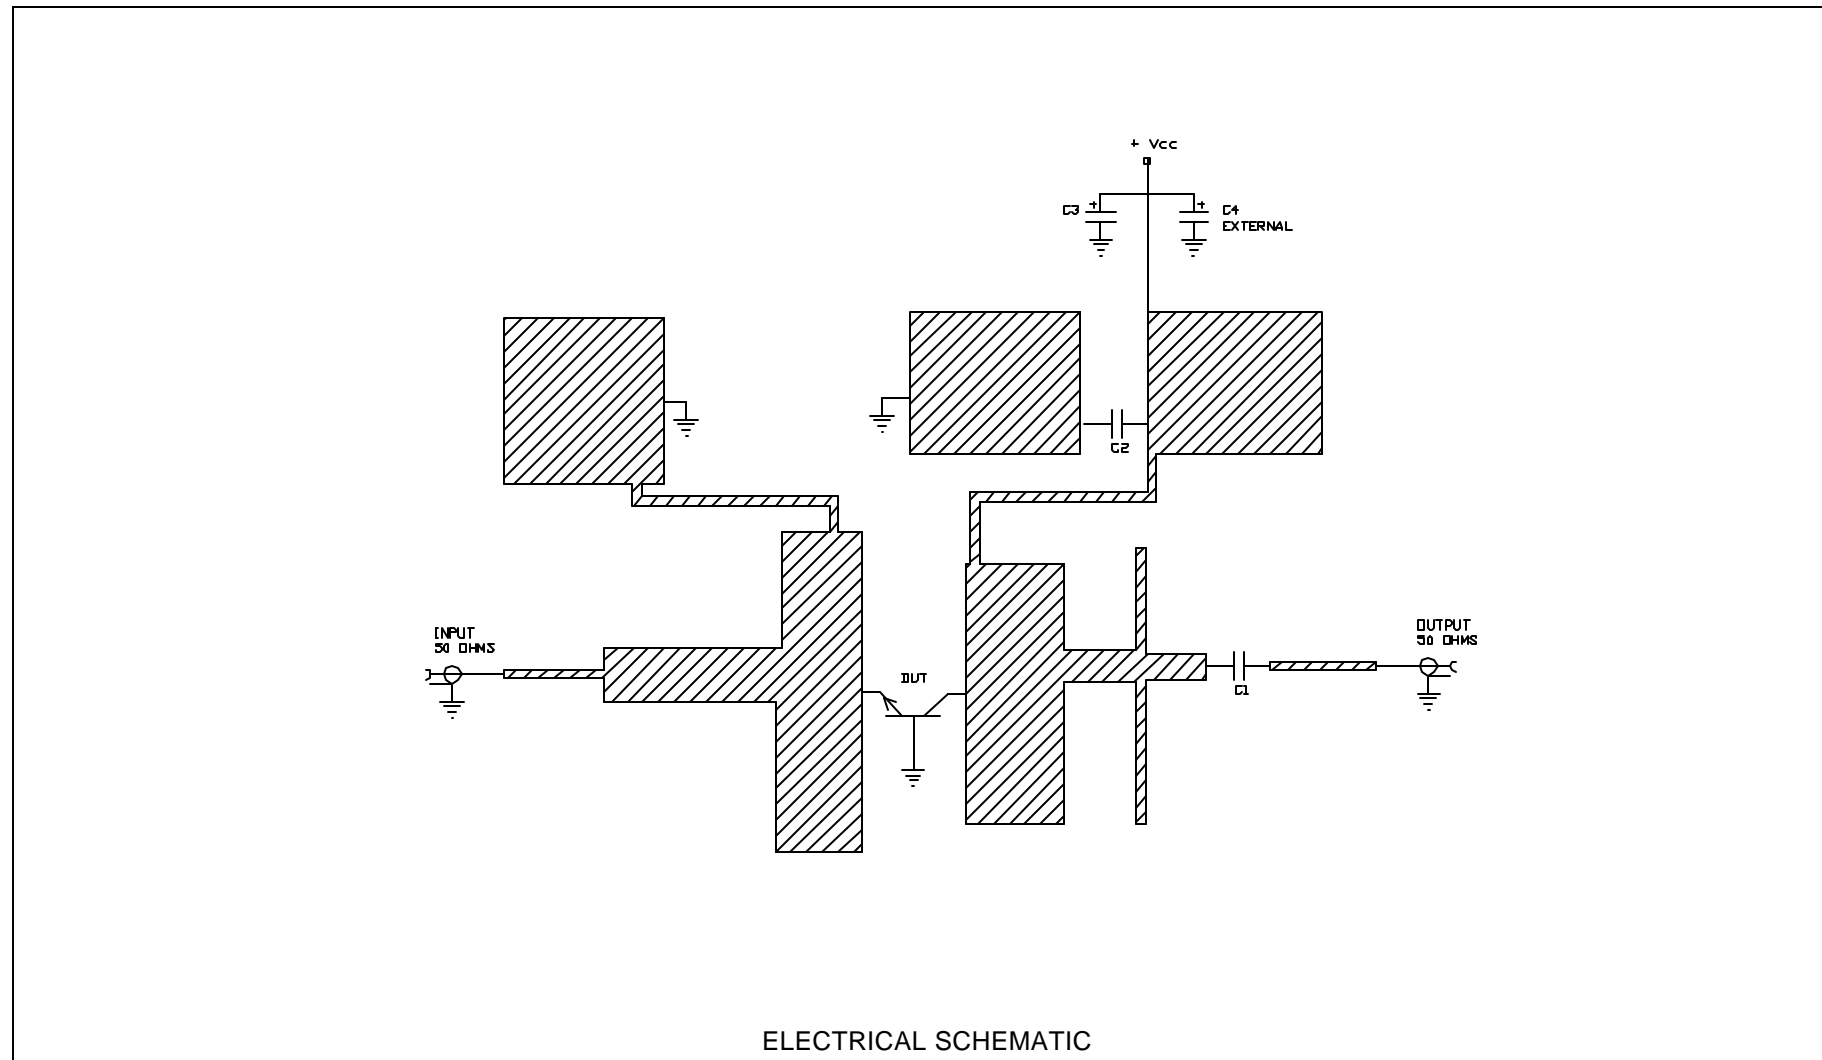 + Vcc
C3
+
+
C4
EXTERNAL
C2
INPUT
50 OHMS
OUTPUT
50 OHMS
DUT
C1
ELECTRICAL SCHEMATIC